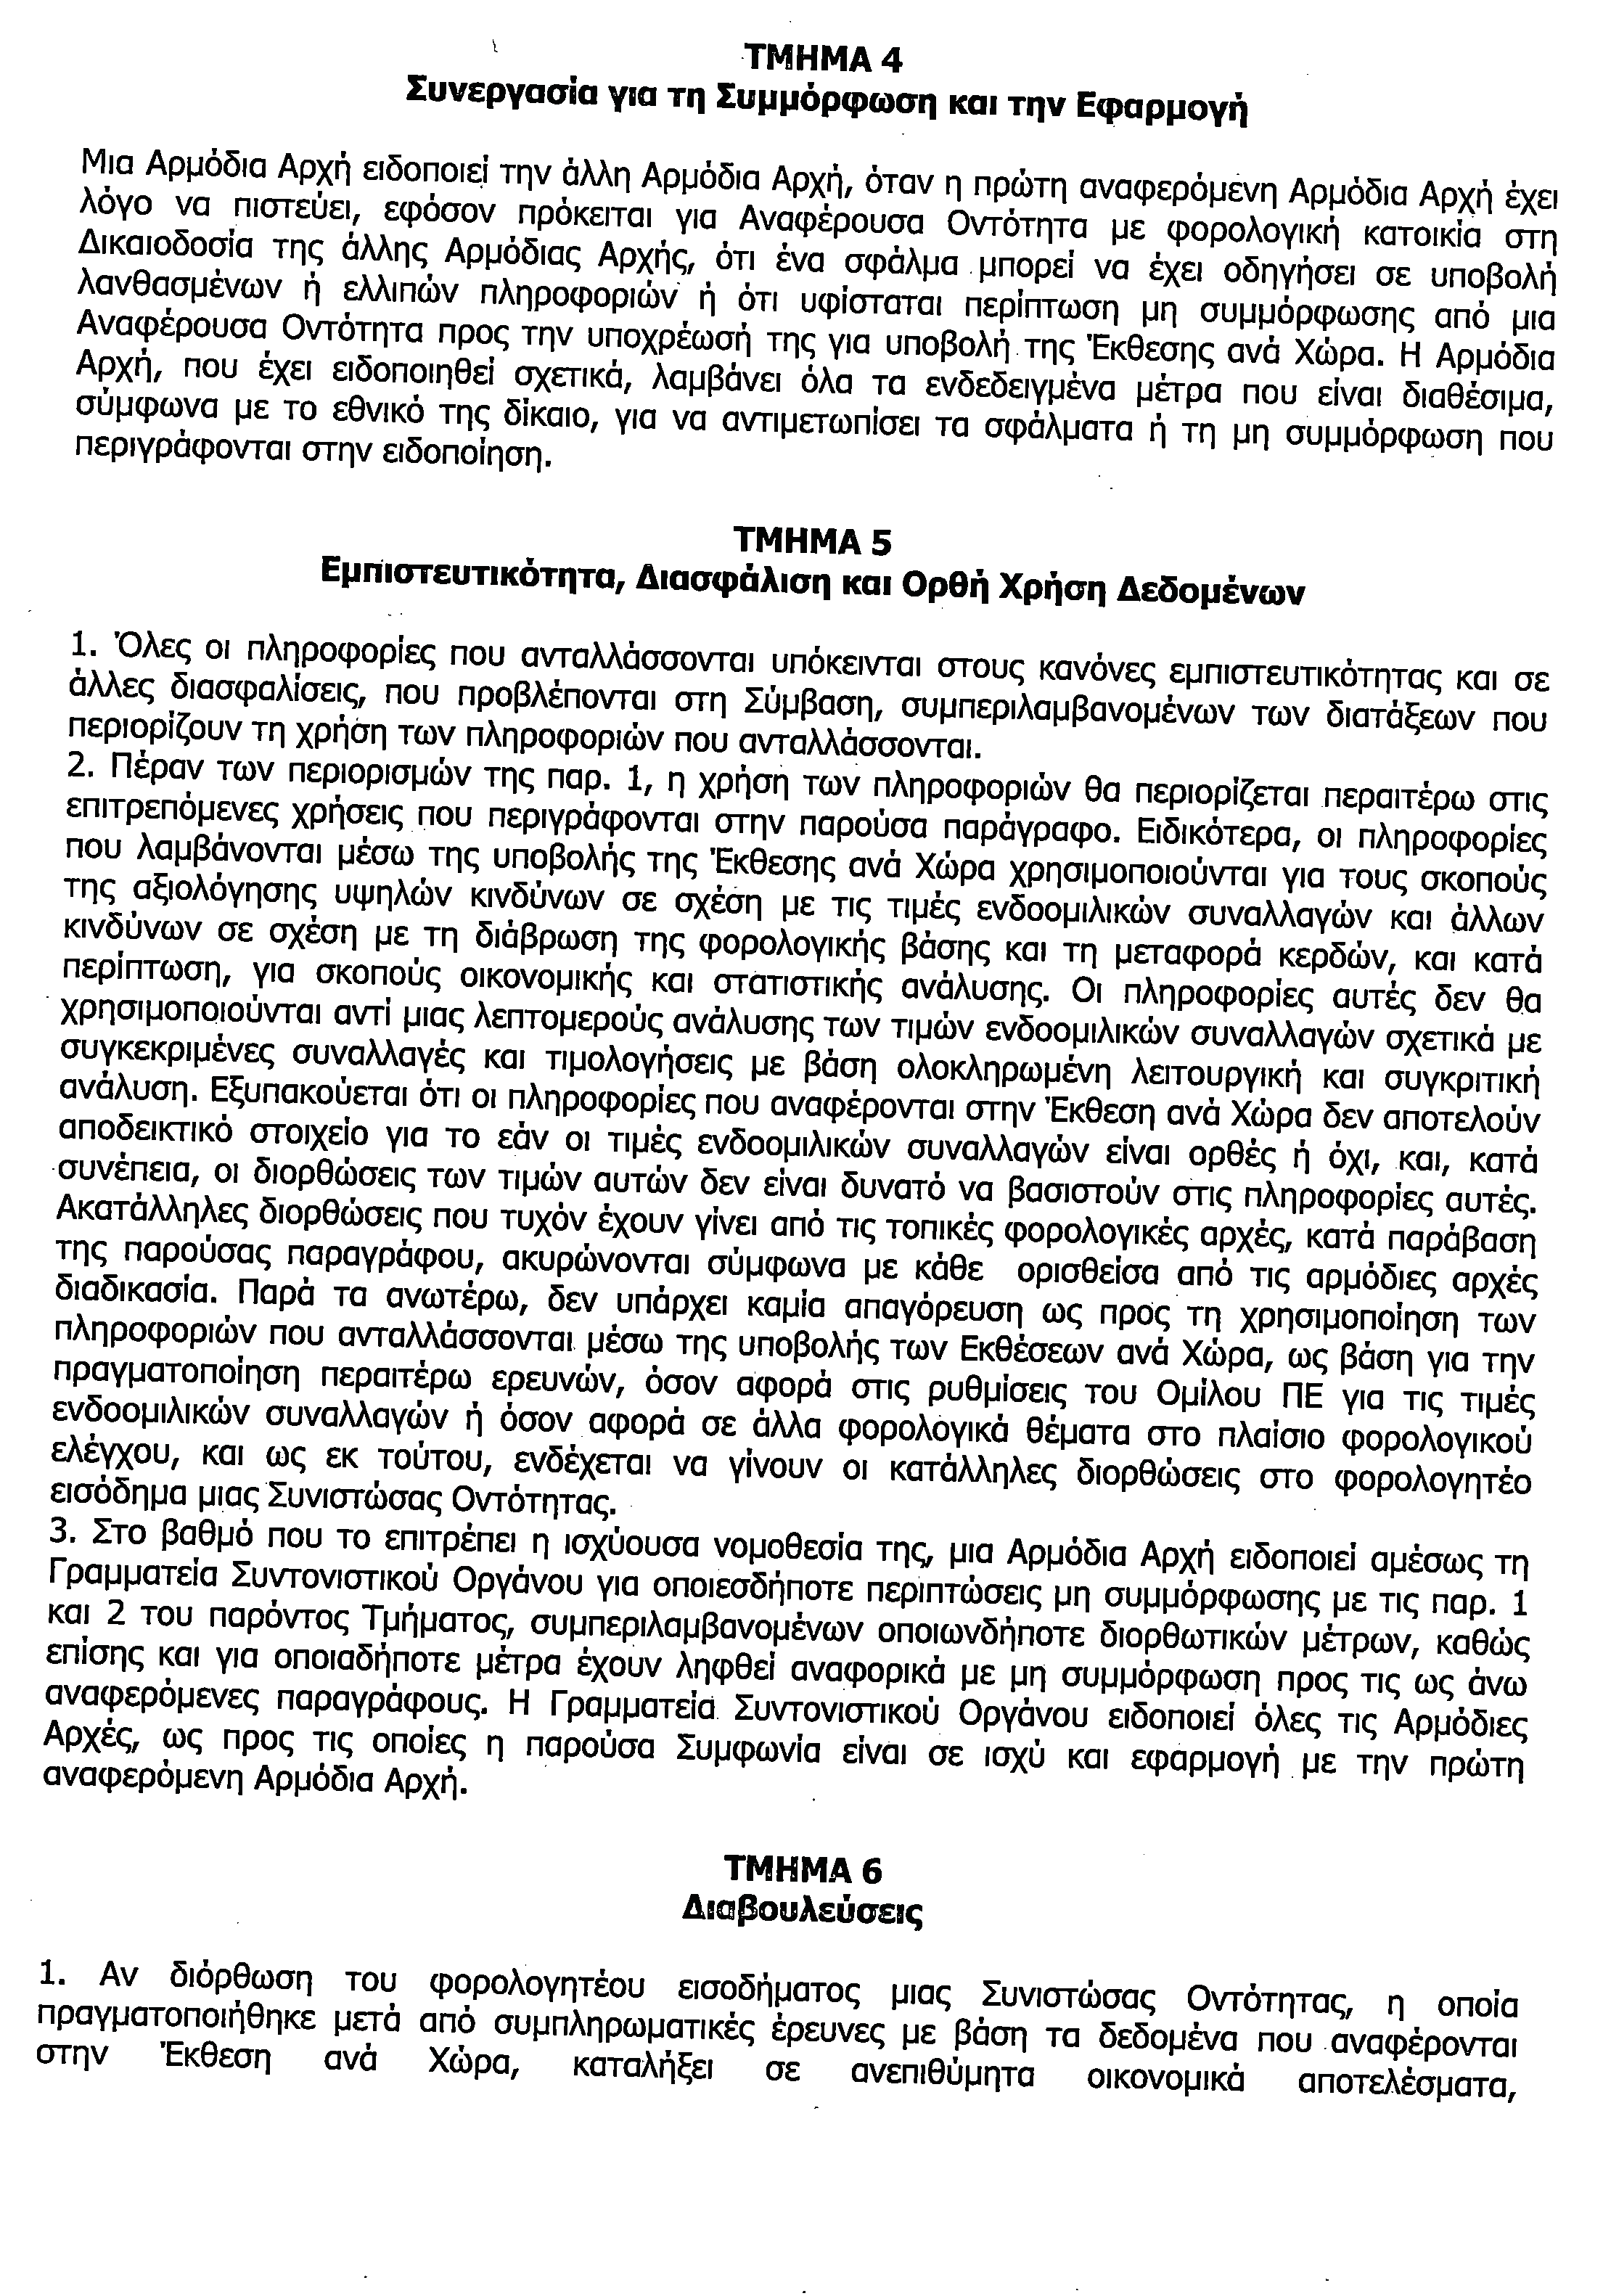 ΤΜΗΜΑ 4
Συνεργασία για τη Συμμόρφωση και την Εφαρμογή
Μια Αρμόδια Αρχή ειδοποιεί την άλλη Αρμόδια Αρχή, όταν η πρώτη αναφερόμενη Αρμόδια Αρχή έχει
λόγο να πιστεύει, εφόσον πρόκειται για Αναφέρουσα Οντότητα με φορολογική κατοικία στη
Δικαιοδοσία της άλλης Αρμόδιας Αρχής, ότι ένα σφάλμα μπορεί να έχει οδηγήσει σε υποβολή
λανθασμένων ή ελλιπών πληροφοριών ή ότι υφίσταται περίπτωση μη συμμόρφωσης από μια
Αναφέρουσα Οντότητα προς την υποχρέωσή της για υποβολή της Έκθεσης ανά Χώρα. Η Αρμόδια
Αρχή, που έχει ειδοποιηθεί σχετικά, λαμβάνει όλα τα ενδεδειγμένα μέτρα που είναι διαθέσιμα,
σύμφωνα με το εθνικό της δίκαιο, για να αντιμετωπίσει τα σφάλματα ή τη μη συμμόρφωση που
περιγράφονται στην ειδοποίηση.
ΤΜΗΜΑ 5
Εμπιστευτικότητα, Διασφάλιση και Ορθή Χρήση Δεδομένων
1. Όλες οι πληροφορίες που ανταλλάσσονται υπόκεινται στους κανόνες εμπιστευτικότητας και σε
άλλες διασφαλίσεις, που προβλέπονται στη Σύμβαση, συμπεριλαμβανομένων των διατάξεων που
περιορίζουν τη χρήση των πληροφοριών που ανταλλάσσονται.
2. Πέραν των περιορισμών της παρ. 1, η χρήση των πληροφοριών θα περιορίζεται περαιτέρω στις
επιτρεπόμενες χρήσεις που περιγράφονται στην παρούσα παράγραφο. Ειδικότερα, οι πληροφορίες
που λαμβάνονται μέσω της υποβολής της Έκθεσης ανά Χώρα χρησιμοποιούνται για τους σκοπούς
της αξιολόγησης υψηλών κινδύνων σε σχέση με τις τιμές ενδοομιλικών συναλλαγών και άλλων
κινδύνων σε σχέση με τη διάβρωση της φορολογικής βάσης και τη μεταφορά κερδών, και κατά
περίπτωση, για σκοπούς οικονομικής και στατιστικής ανάλυσης. Οι πληροφορίες αυτές δεν θα
χρησιμοποιούνται αντί μιας λεπτομερούς ανάλυσης των τιμών ενδοομιλικών συναλλαγών σχετικά με
συγκεκριμένες συναλλαγές και τιμολογήσεις με βάση ολοκληρωμένη λειτουργική και συγκριτική
ανάλυση. Εξυπακούεται ότι οι πληροφορίες που αναφέρονται στην Έκθεση ανά Χώρα δεν αποτελούν
αποδεικτικό στοιχείο για το εάν οι τιμές ενδοομιλικών συναλλαγών είναι ορθές ή όχι, και, κατά
συνέπεια, οι διορθώσεις των τιμών αυτών δεν είναι δυνατό να βασιστούν στις πληροφορίες αυτές.
Ακατάλληλες διορθώσεις που τυχόν έχουν γίνει από τις τοπικές φορολογικές αρχές, κατά παράβαση
της παρούσας παραγράφου, ακυρώνονται σύμφωνα με κάθε ορισθείσα από τις αρμόδιες αρχές
διαδικασία. Παρά τα ανωτέρω, δεν υπάρχει καμία απαγόρευση ως προς τη χρησιμοποίηση των
πληροφοριών που ανταλλάσσονται μέσω της υποβολής των Εκθέσεων ανά Χώρα, ως βάση για την
πραγματοποίηση περαιτέρω ερευνών, όσον αφορά στις ρυθμίσεις του Ομίλου ΠΕ για τις τιμές
ενδοομιλικών συναλλαγών ή όσον αφορά σε άλλα φορολογικά θέματα στο πλαίσιο φορολογικού
ελέγχου, και ως εκ τούτου, ενδέχεται να γίνουν οι κατάλληλες διορθώσεις στο φορολογητέο
εισόδημα μιας Συνιστώσας Οντότητας.
3. Στο βαθμό που το επιτρέπει η ισχύουσα νομοθεσία της, μια Αρμόδια Αρχή ειδοποιεί αμέσως τη
Γραμματεία Συντονιστικού Οργάνου για οποιεσδήποτε περιπτώσεις μη συμμόρφωσης με τις παρ. 1
και 2 του παρόντος Τμήματος, συμπεριλαμβανομένων οποιωνδήποτε διορθωτικών μέτρων, καθώς
επίσης και για οποιαδήποτε μέτρα έχουν ληφθεί αναφορικά με μη συμμόρφωση προς τις ως άνω
αναφερόμενες παραγράφους. Η Γραμματεία Συντονιστικού Οργάνου ειδοποιεί όλες τις Αρμόδιες
Αρχές, ως προς τις οποίες η παρούσα Συμφωνία είναι σε ισχύ και εφαρμογή με την πρώτη
αναφερόμενη Αρμόδια Αρχή.
ΤΜΗΜΑ 6
Διαβουλεύσεις
1. Αν διόρθωση του φορολογητέου εισοδήματος μιας Συνιστώσας Οντότητας, η οποία
πραγματοποιήθηκε μετά από συμπληρωματικές έρευνες με βάση τα δεδομένα που αναφέρονται
στην Έκθεση ανά Χώρα, καταλήξει σε ανεπιθύμητα οικονομικά αποτελέσματα,